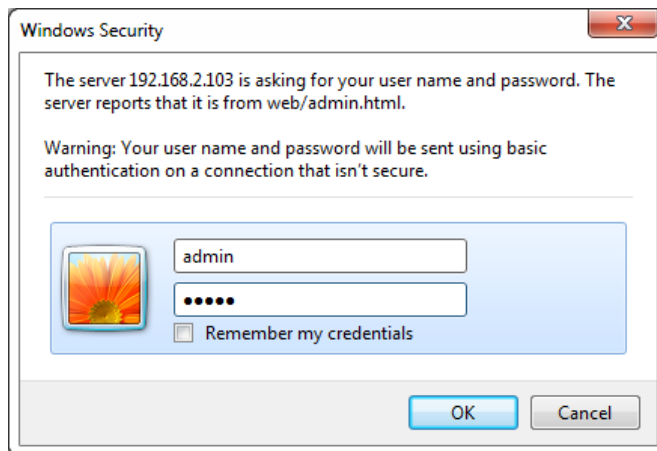 Windows Security
The server 192.168.2.103 is asking for your user name and password. The
server reports that it is from web/admin.html.
Warning: Your user name and password will be sent using basic
authentication on a connection that isn't secure.
admin
●●●●●
Remember my credentials
OK
Cancel